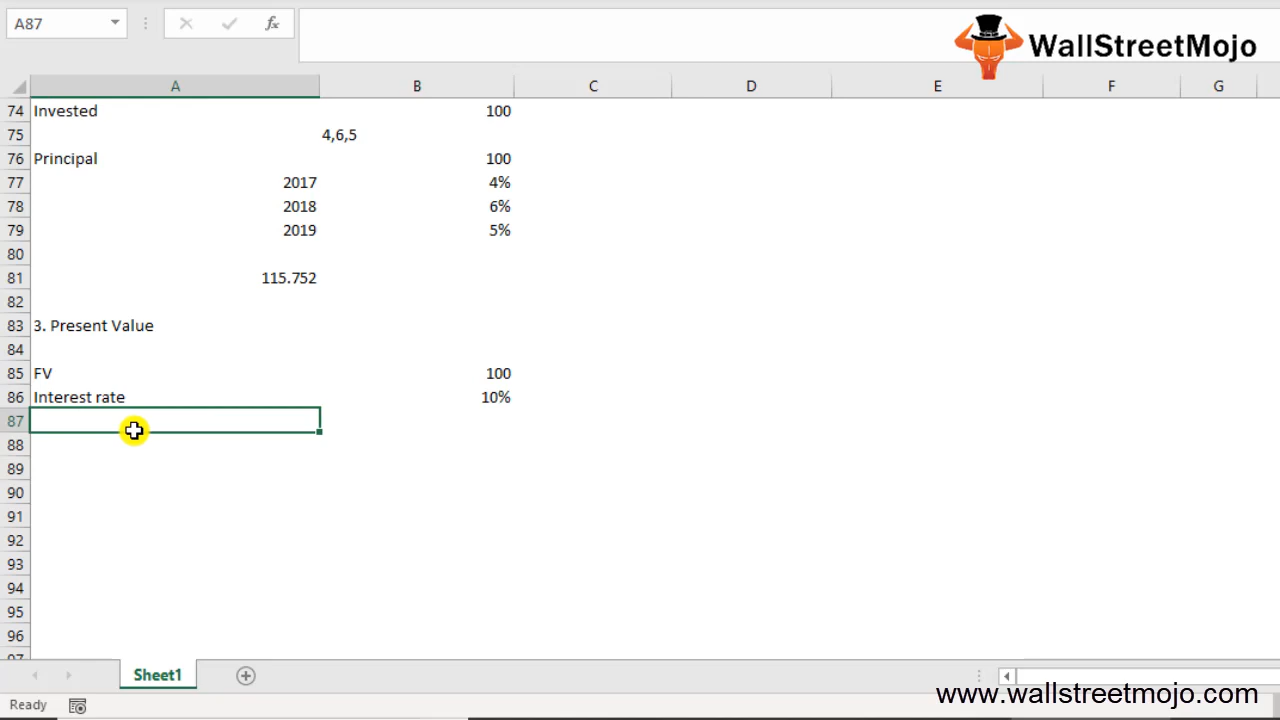 A87
fx
WallStreetMojo
A B C D E F G
74 Invested 100
75 4,6,5
76 Principal 100
77 2017 4%
78 2018 6%
79 2019 5%
80
81 115.752
82
83 3. Present Value
84
85 FV 100
86 Interest rate 10%
87
88
89
90
91
92
93
94
95
96
97
Sheet1
www.wallstreetmojo.com
Ready